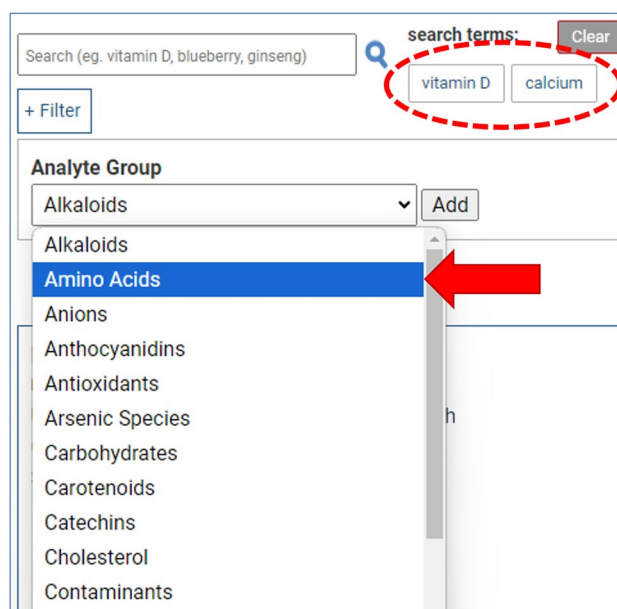 search terms:
Clear
Search (eg. vitamin D, blueberry, ginseng)
vitamin D
calcium
+ Filter
Analyte Group
Alkaloids
Add
Alkaloids
Amino Acids
Anions
Anthocyanidins
Antioxidants
Arsenic Species
h
Carbohydrates
Carotenoids
Catechins
Cholesterol
Contaminants